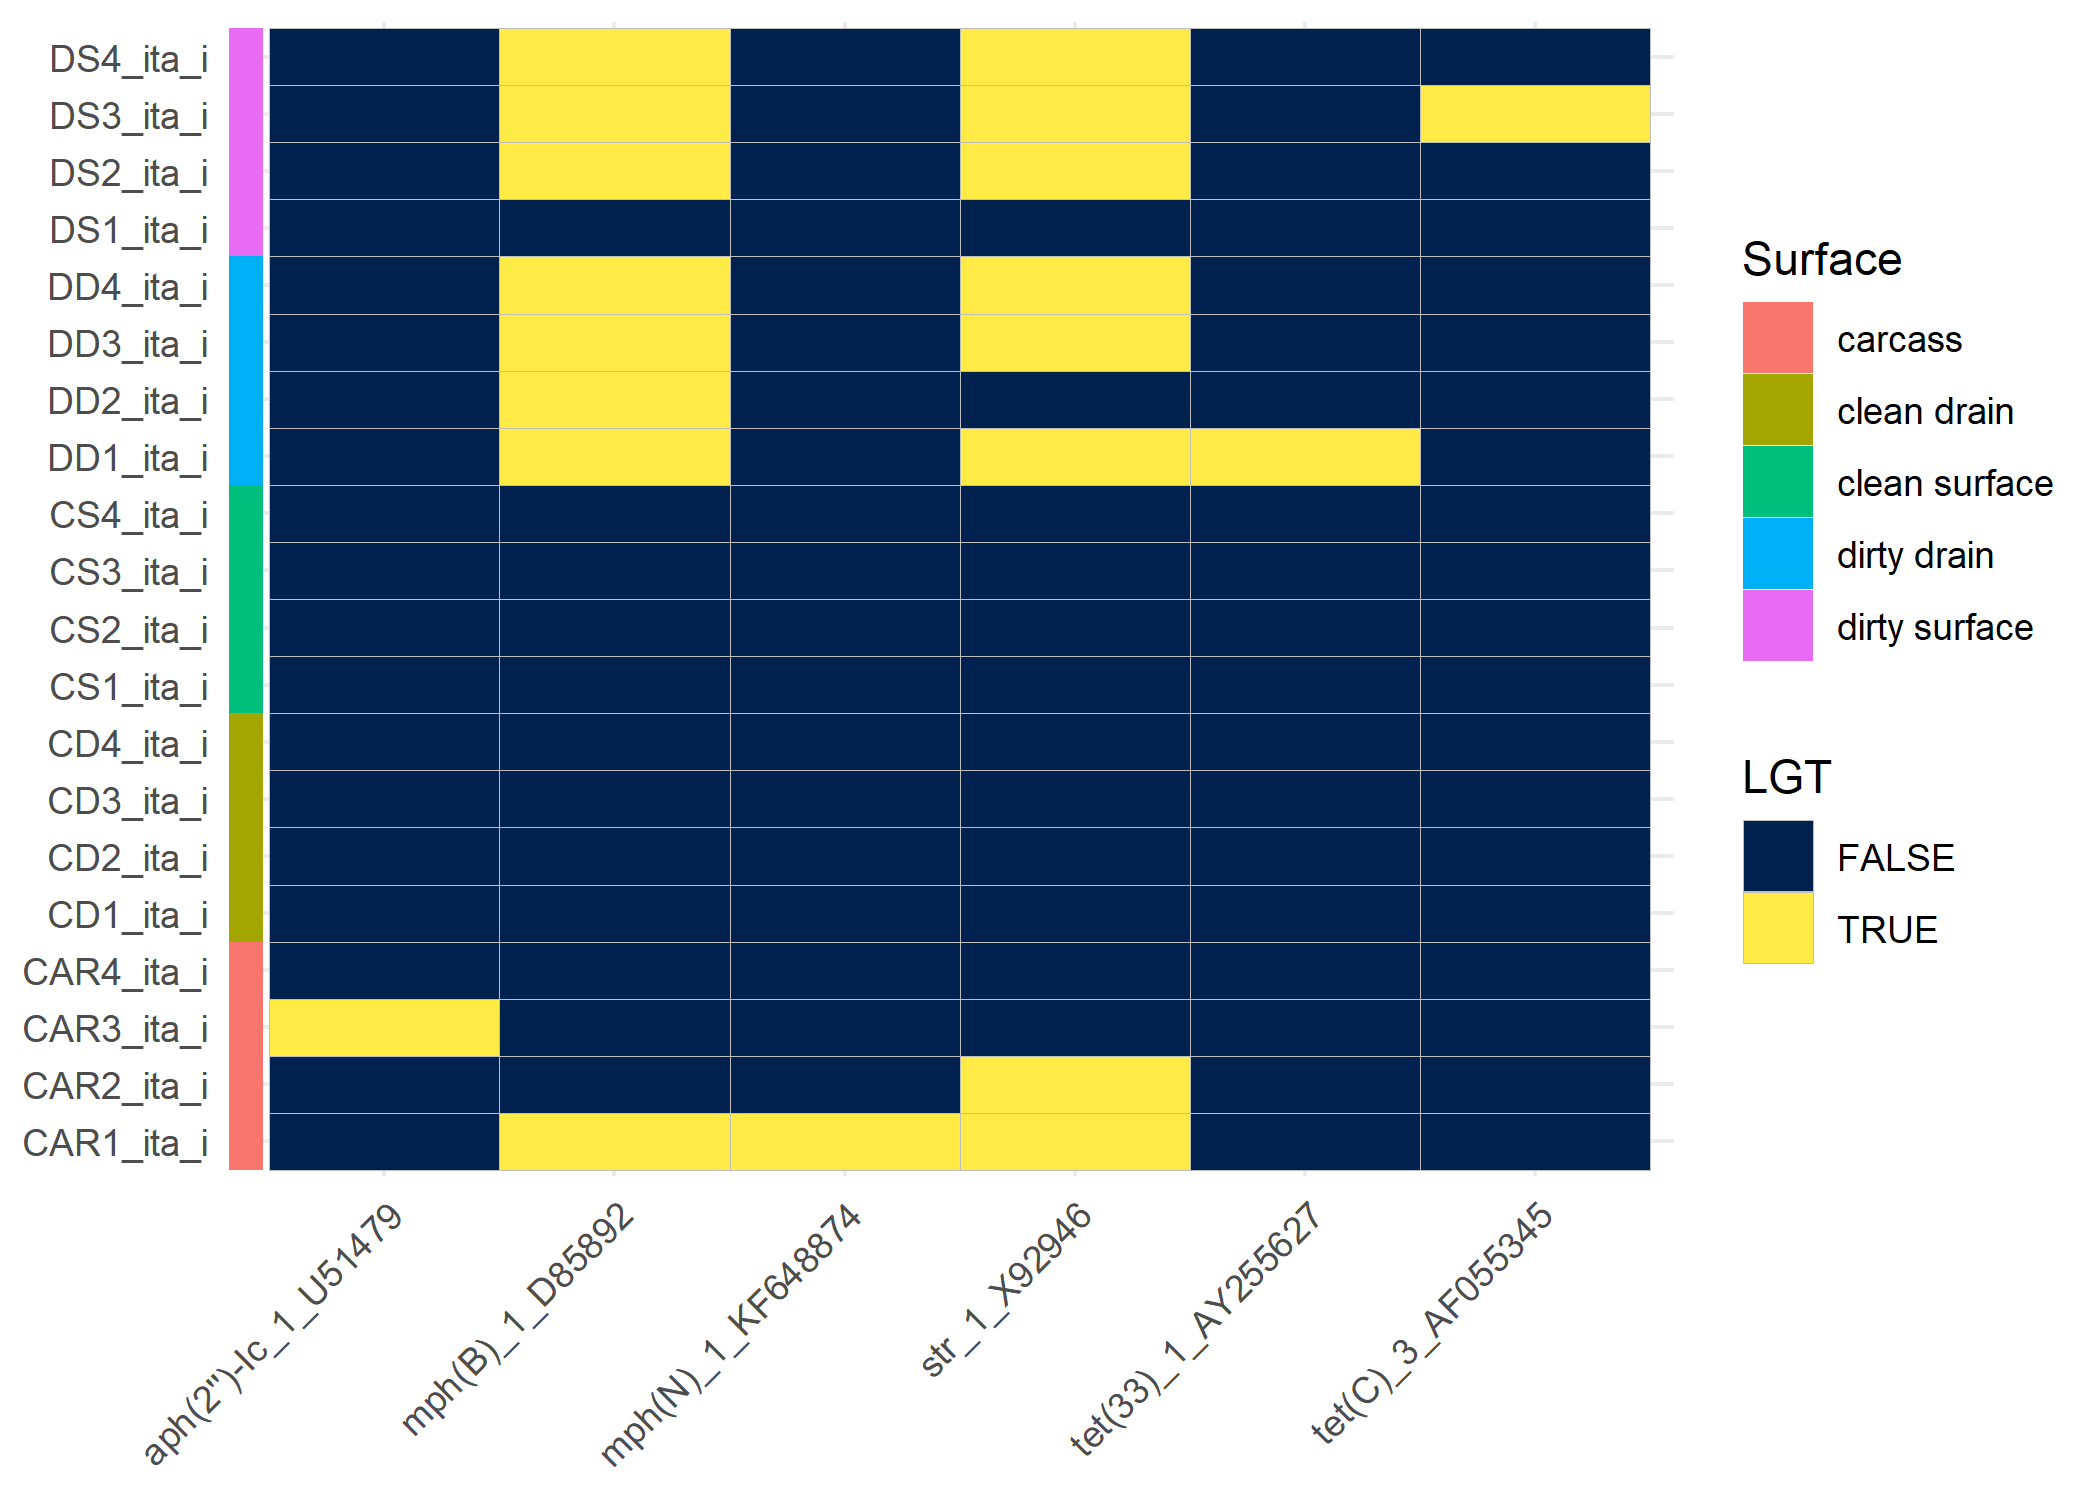 DS4_ita_i
DS3_ita_i
DS2_ita_i
DS1_ita_i
DD4_ita_i
DD3_ita_i
DD2_ita_i
DD1_ita_i
CS4_ita_i
CS3_ita_i
CS2_ita_i
CS1_ita_i
CD4_ita_i
CD3_ita_i
CD2_ita_i
CD1_ita_i
CAR4_ita_i
CAR3_ita_i
CAR2_ita_i
CAR1_ita_i
aph(2")-Ic_1_U51479
mph(B)_1_D85892
mph(N)_1_KF648874
str_1_X92946
tet(33)_1_AY255627
tet(C)_3_AF055345
Surface
carcass
clean drain
clean surface
dirty drain
dirty surface
LGT
FALSE
TRUE